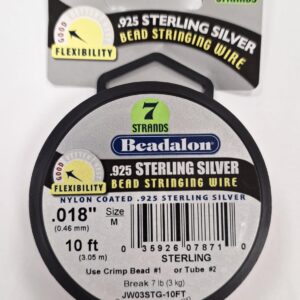 STRANDS
GOOD
FLEXIBILITY
.925 STERLING SILVER
BEAD STRINGING WIRE
7
STRANDS
Beadalon
.925 STERLING SILVER
BEAD STRINGING WIRE
GOOD
FLEXIBILITY
NYLON COATED .925 STERLING SILVER
.018"
(0.46 mm)
Size
M
10 ft
(3.05 m)
0 35926 07871 0
STERLING
Use Crimp Bead #1 or Tube #2
Break 7 lb (3 kg)
JW03STG-10FT